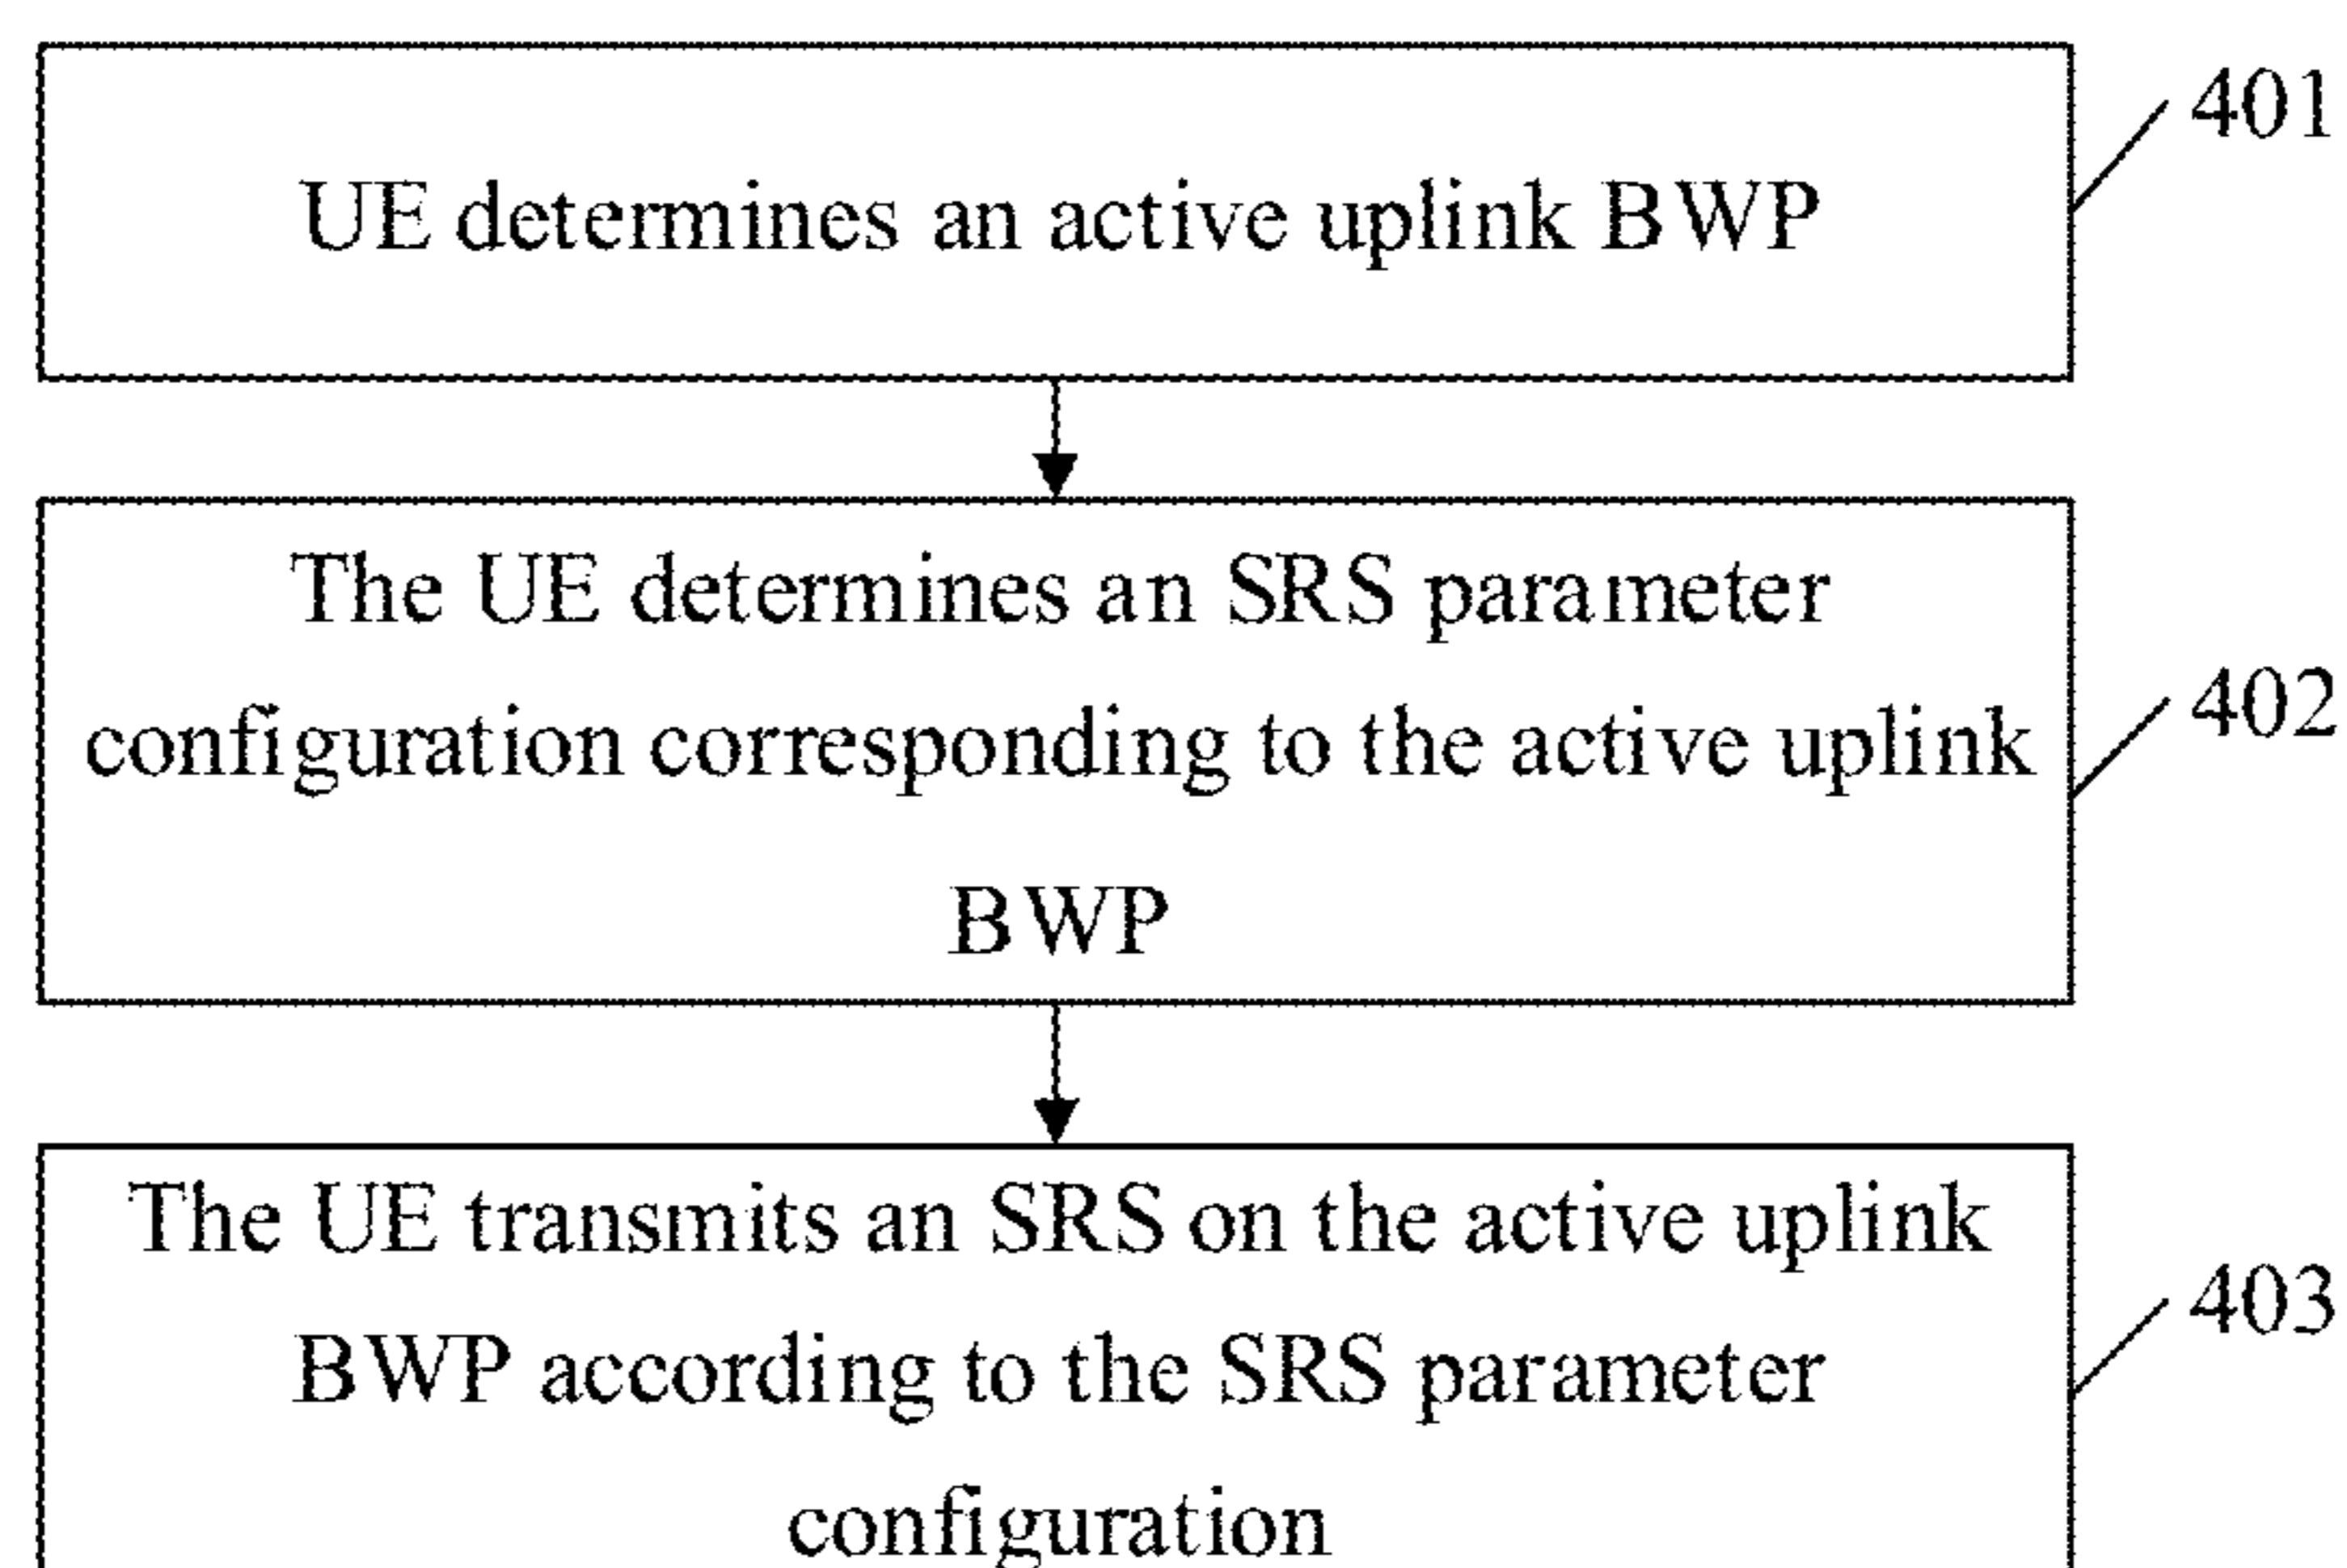 401
UE determines an active uplink BWP
The UE determines an SRS parameter
configuration corresponding to the active uplink
402
BWP
The UE transmits an SRS on the active uplink
403
BWP according to the SRS parameter
configuration